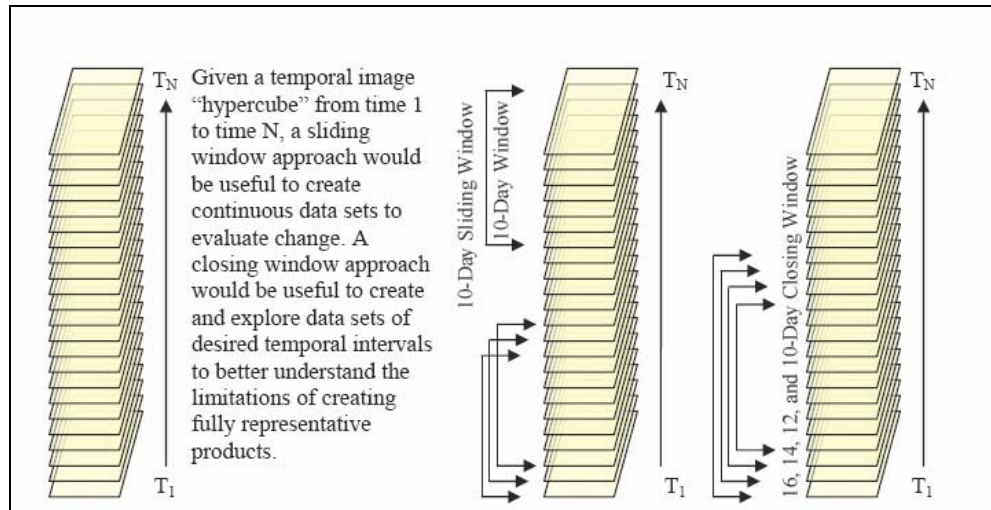 T_N
Given a temporal image
“hypercube” from time 1
to time N, a sliding
window approach would
be useful to create
continuous data sets to
evaluate change. A
closing window approach
would be useful to create
and explore data sets of
desired temporal intervals
to better understand the
limitations of creating
fully representative
products.
T_1
10-Day Sliding Window
10-Day Window
T_N
T_1
16, 14, 12, and 10-Day Closing Window
T_N
T_1